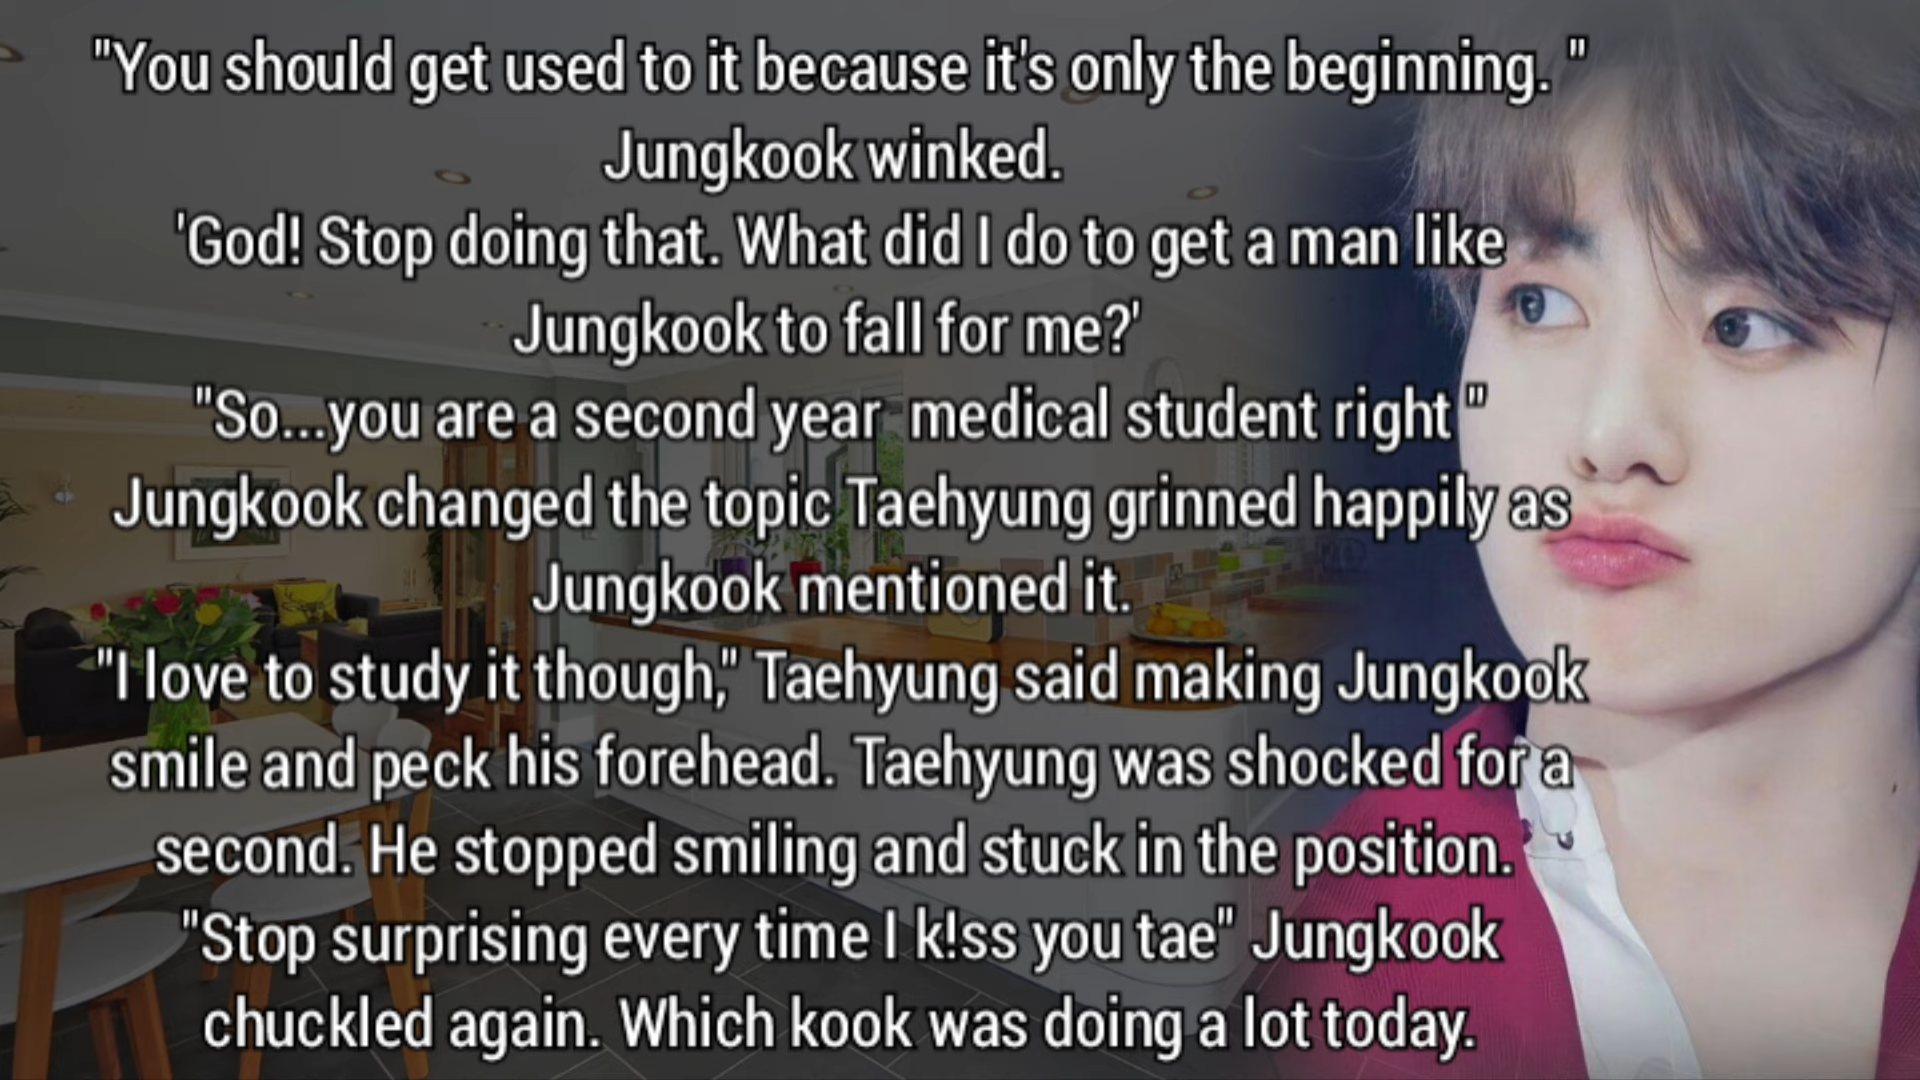 "You should get used to it because it's only the beginning. "
Jungkook winked.
'God! Stop doing that. What did I do to get a man like
Jungkook to fall for me?'
"So...you are a second year  medical student right "
Jungkook changed the topic Taehyung grinned happily as
Jungkook mentioned it.
"I love to study it though," Taehyung said making Jungkook
smile and peck his forehead. Taehyung was shocked for a
second. He stopped smiling and stuck in the position.
"Stop surprising every time I k!ss you tae" Jungkook
chuckled again. Which kook was doing a lot today.